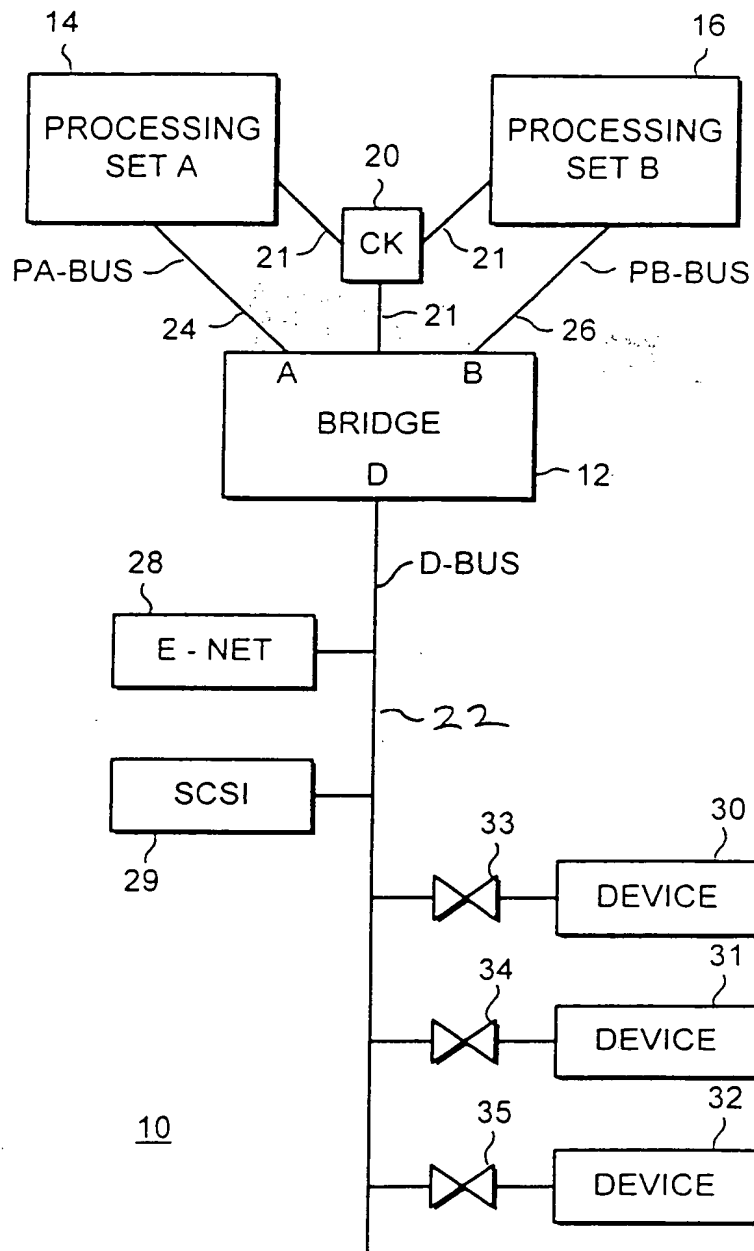 14
16
PROCESSING
SET A
PROCESSING
SET B
20
CK
21
21
PA-BUS
PB-BUS
24
21
26
A
B
BRIDGE
D
12
D-BUS
28
E - NET
22
SCSI
29
33
30
DEVICE
34
31
DEVICE
10
35
32
DEVICE